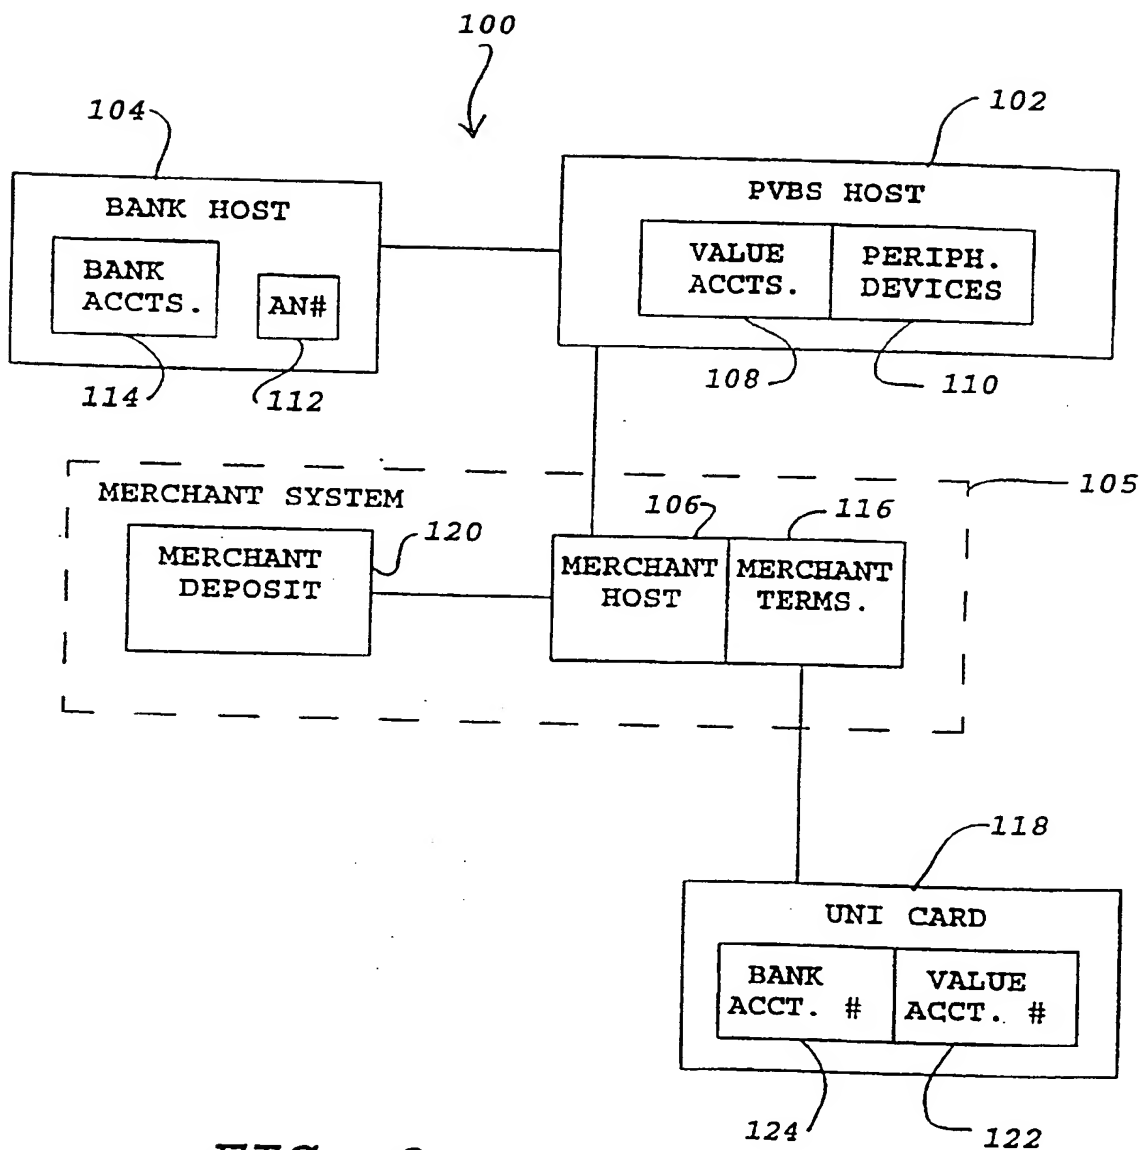 100
104
102
BANK HOST
PVBS HOST
BANK
ACCTS.
AN#
VALUE
ACCTS.
PERIPH.
DEVICES
114
112
108
110
105
MERCHANT SYSTEM
120
106
116
MERCHANT
DEPOSIT
MERCHANT
HOST
MERCHANT
TERMS.
118
UNI CARD
BANK
ACCT. #
VALUE
ACCT. #
124
122